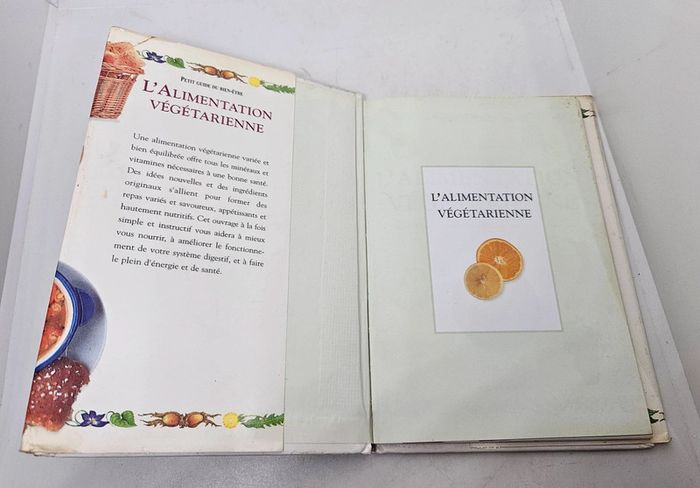 PETIT GUIDE DU BIEN-ÊTRE
L'ALIMENTATION
VÉGÉTARIENNE
Une alimentation végétarienne variée et
bien équilibrée offre tous les minéraux et
vitamines nécessaires à une bonne santé.
Des idées nouvelles et des ingrédients
originaux s'allient pour former des
repas variés et savoureux, appétissants et
hautement nutritifs. Cet ouvrage à la fois
simple et instructif vous aidera à mieux
vous nourrir, à améliorer le fonctionne-
ment de votre système digestif, et à faire
le plein d'énergie et de santé.
L'ALIMENTATION
VÉGÉTARIENNE